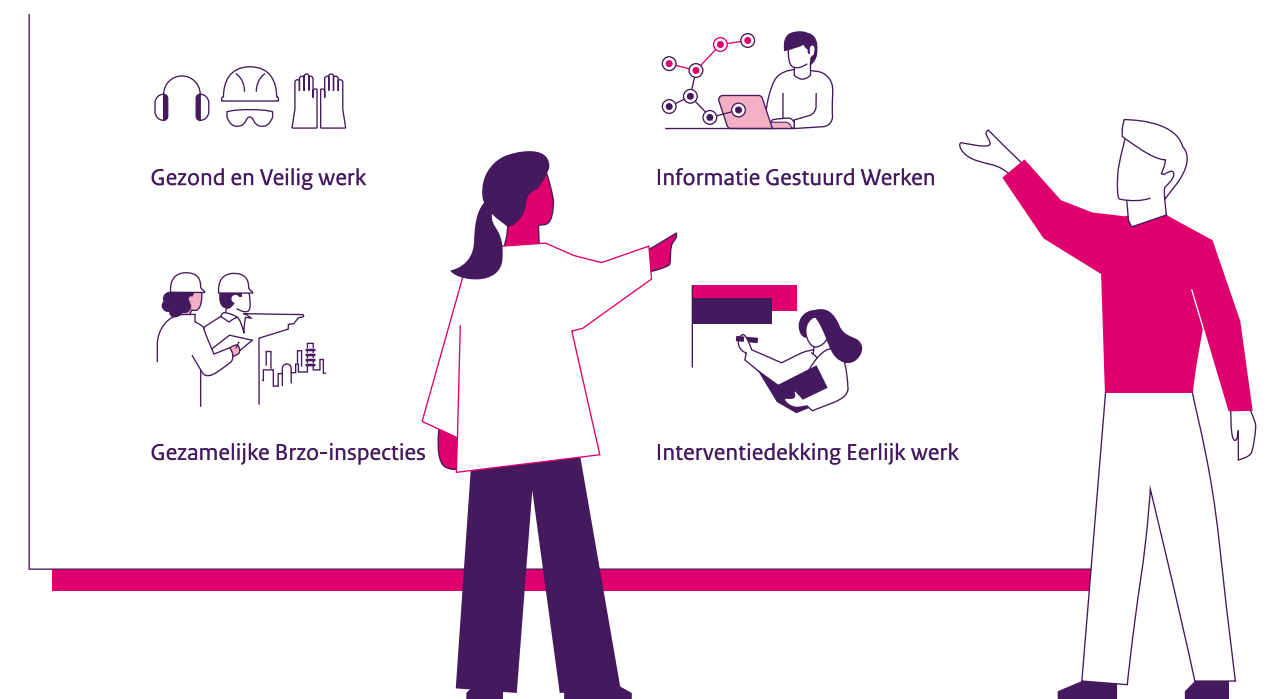 Gezond en Veilig werk
Informatie Gestuurd Werken
Gezamelijke Brzo-inspecties
Interventiedekking Eerlijk werk